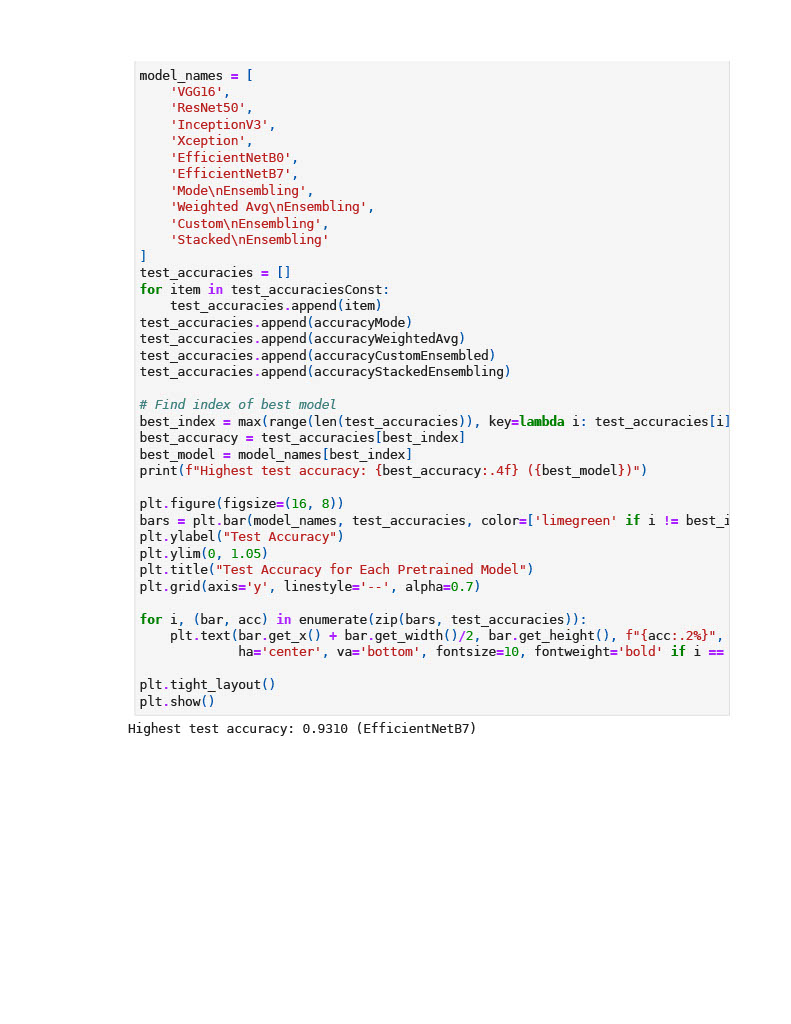 model_names = [
    'VGG16',
    'ResNet50',
    'InceptionV3',
    'Xception',
    'EfficientNetB0',
    'EfficientNetB7',
    'Mode\nEnsembling',
    'Weighted Avg\nEnsembling',
    'Custom\nEnsembling',
    'Stacked\nEnsembling'
]
test_accuracies = []
for item in test_accuraciesConst:
    test_accuracies.append(item)
test_accuracies.append(accuracyMode)
test_accuracies.append(accuracyWeightedAvg)
test_accuracies.append(accuracyCustomEnsembled)
test_accuracies.append(accuracyStackedEnsembling)

# Find index of best model
best_index = max(range(len(test_accuracies)), key=lambda i: test_accuracies[i]
best_accuracy = test_accuracies[best_index]
best_model = model_names[best_index]
print(f"Highest test accuracy: {best_accuracy:.4f} ({best_model})")

plt.figure(figsize=(16, 8))
bars = plt.bar(model_names, test_accuracies, color=['limegreen' if i != best_i
plt.ylabel("Test Accuracy")
plt.ylim(0, 1.05)
plt.title("Test Accuracy for Each Pretrained Model")
plt.grid(axis='y', linestyle='--', alpha=0.7)

for i, (bar, acc) in enumerate(zip(bars, test_accuracies)):
    plt.text(bar.get_x() + bar.get_width()/2, bar.get_height(), f"{acc:.2%}",
             ha='center', va='bottom', fontsize=10, fontweight='bold' if i ==

plt.tight_layout()
plt.show()
Highest test accuracy: 0.9310 (EfficientNetB7)